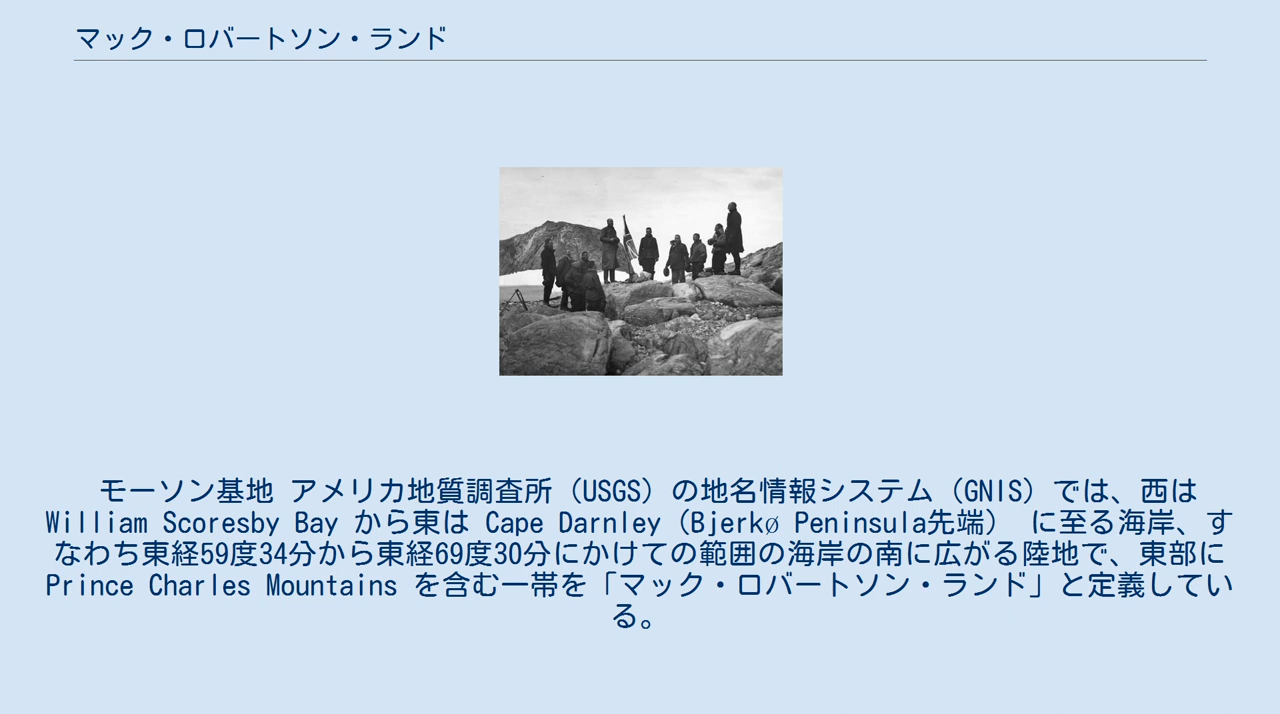 マック・ロバートソン・ランド
モーソン基地 アメリカ地質調査所（USGS）の地名情報システム（GNIS）では、西は
William Scoresby Bay から東は Cape Darnley（Bjerkø Peninsula先端） に至る海岸、す
なわち東経59度34分から東経69度30分にかけての範囲の海岸の南に広がる陸地で、東部に
Prince Charles Mountains を含む一帯を「マック・ロバートソン・ランド」と定義してい
る。